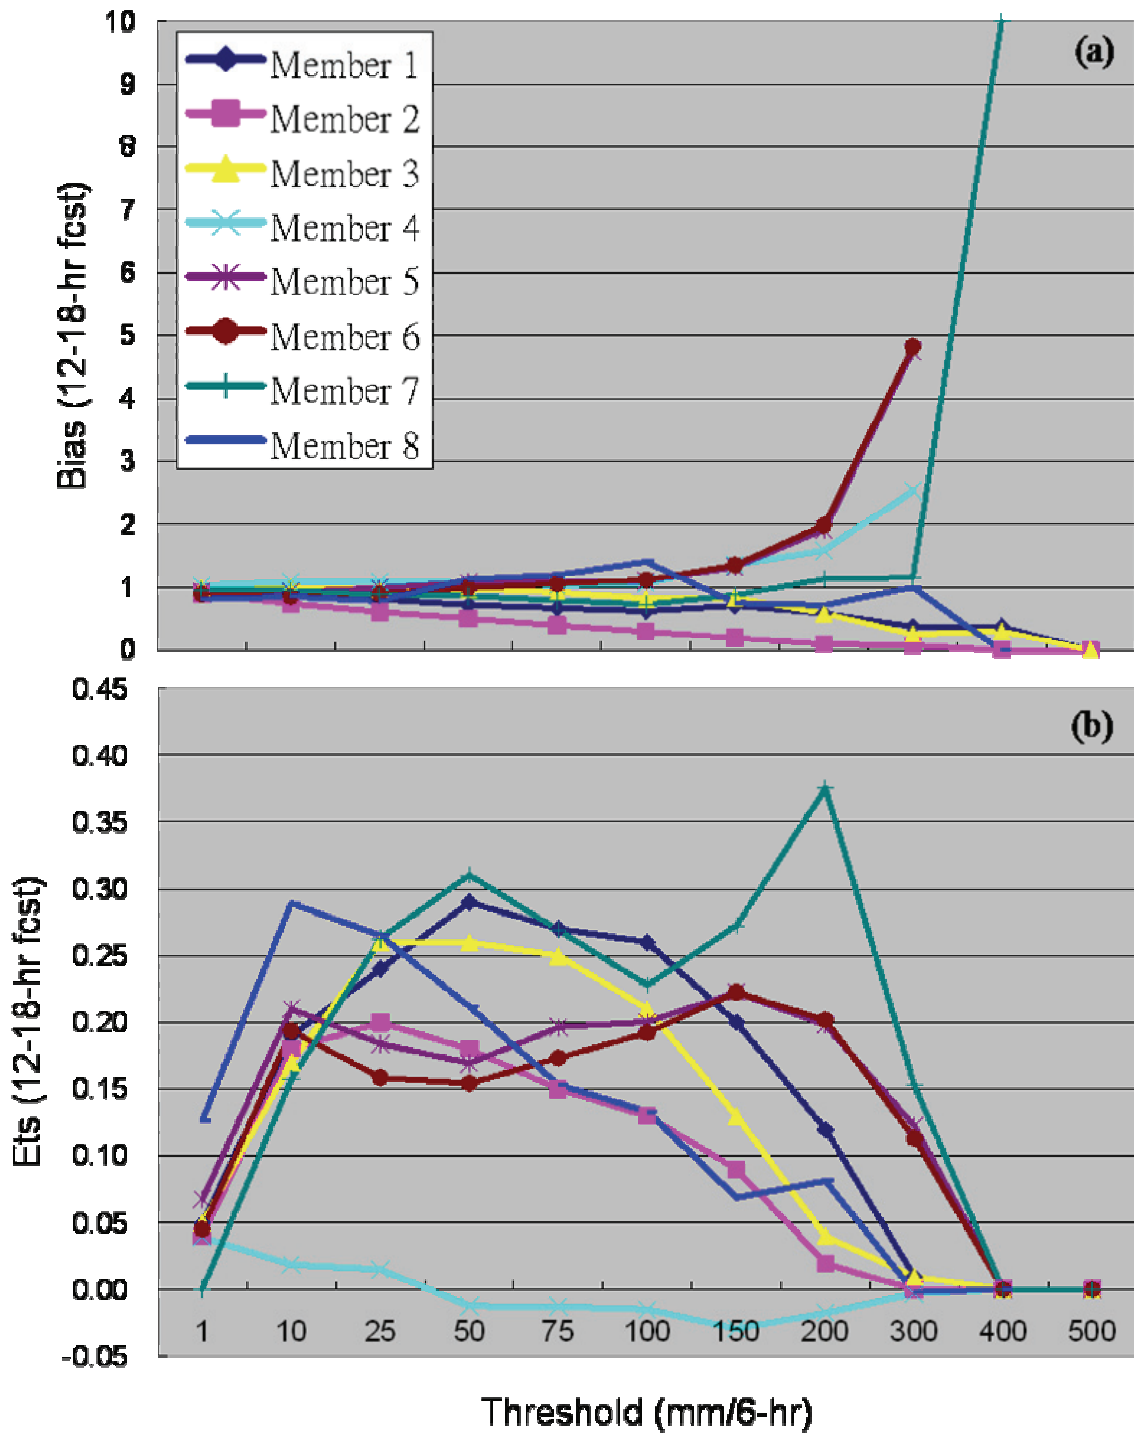 (a)
10
9
8
7
6
5
4
3
2
1
0
Bias (12-18-hr fcst)
Member 1
Member 2
Member 3
Member 4
Member 5
Member 6
Member 7
Member 8
(b)
0.45
0.40
0.35
0.30
0.25
0.20
0.15
0.10
0.05
0.00
-0.05
Ets (12-18-hr fcst)
1 10 25 50 75 100 150 200 300 400 500
Threshold (mm/6-hr)